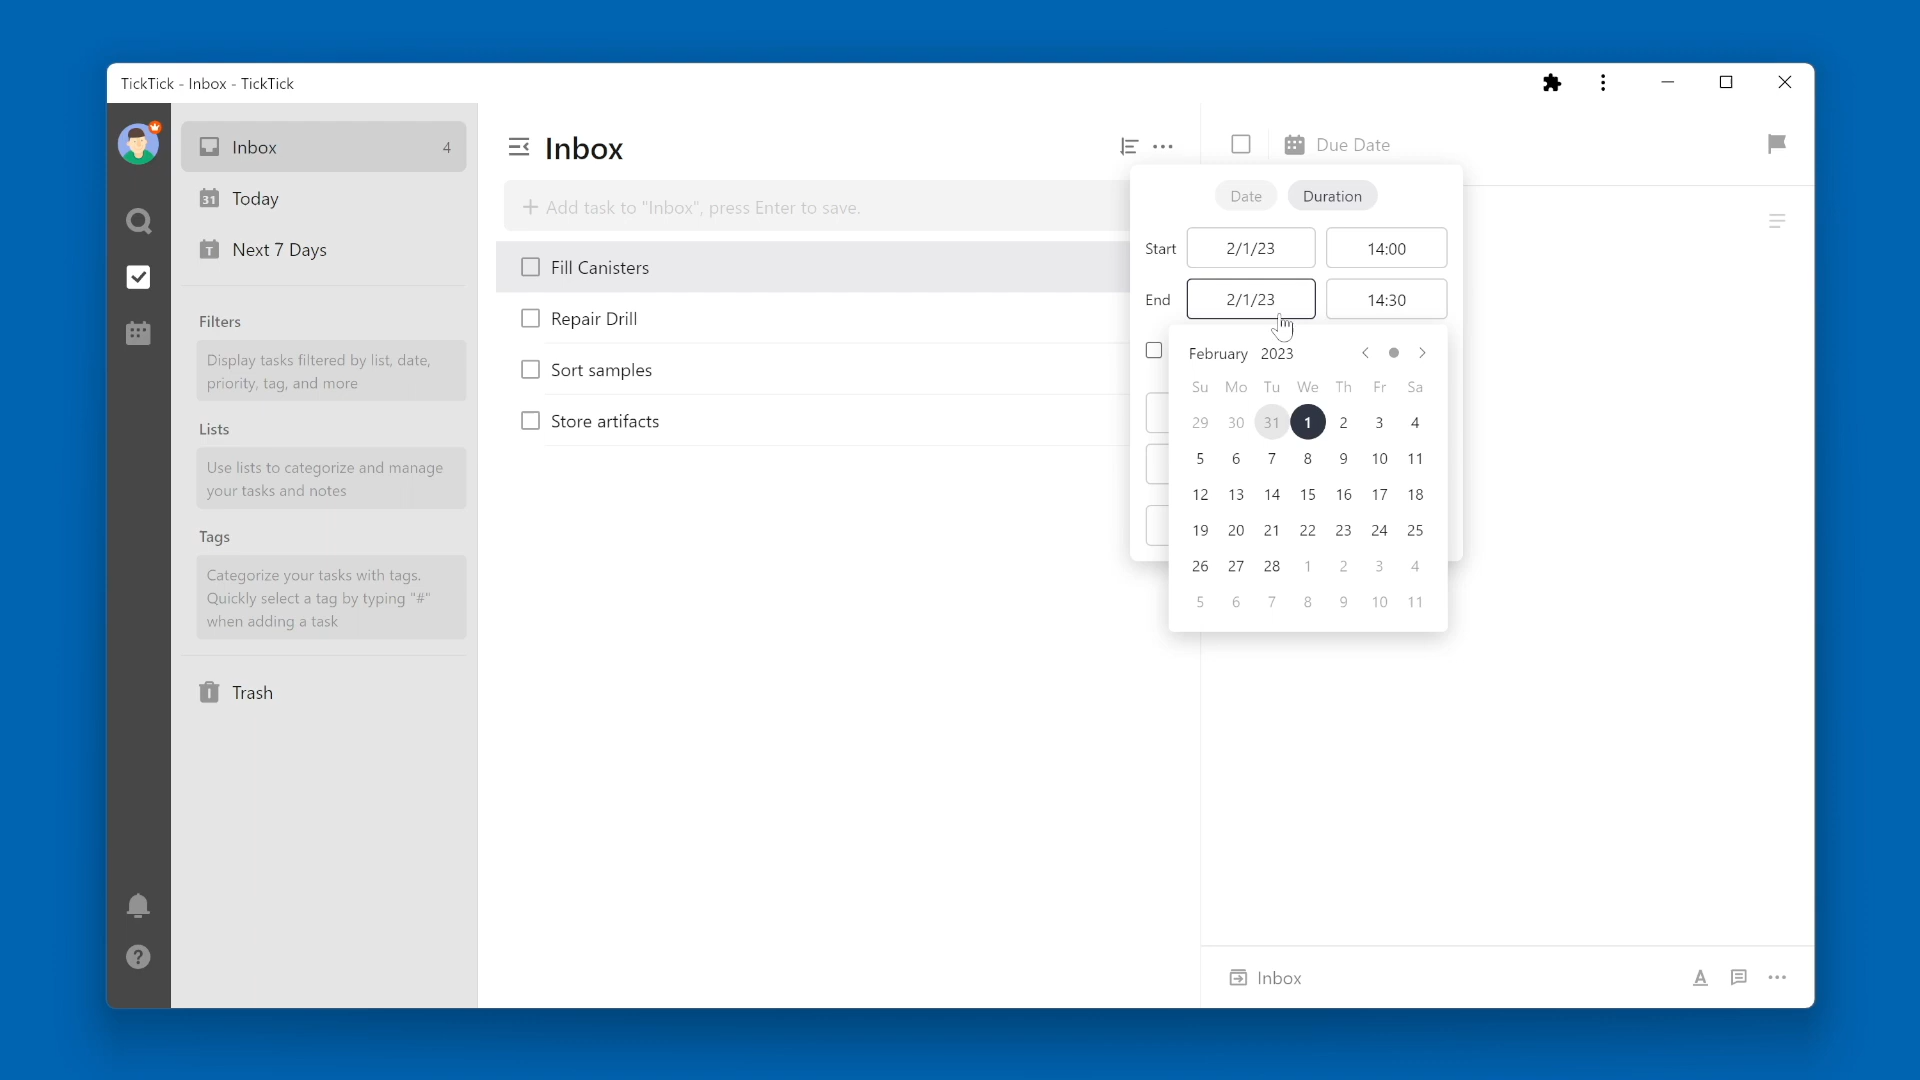 TickTick - Inbox - TickTick
Inbox 4
31 Today
T Next 7 Days
Filters
Display tasks filtered by list, date,
priority, tag, and more
Lists
Use lists to categorize and manage
your tasks and notes
Tags
Categorize your tasks with tags.
Quickly select a tag by typing "#"
when adding a task
Trash
?
Inbox
+ Add task to "Inbox", press Enter to save.
Fill Canisters
Repair Drill
Sort samples
Store artifacts
Due Date
Date Duration
Start 2/1/23 14:00
End 2/1/23 14:30
February 2023
Su Mo Tu We Th Fr Sa
29 30 31 1 2 3 4
5 6 7 8 9 10 11
12 13 14 15 16 17 18
19 20 21 22 23 24 25
26 27 28 1 2 3 4
5 6 7 8 9 10 11
Inbox
A